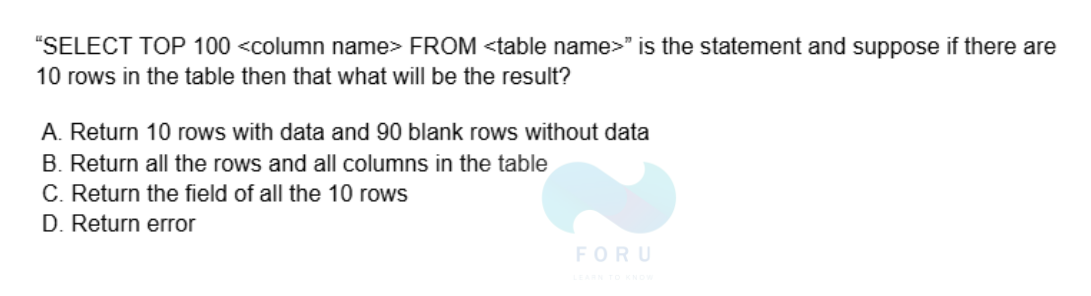 “SELECT TOP 100 <column name> FROM <table name>” is the statement and suppose if there are
10 rows in the table then that what will be the result?
A. Return 10 rows with data and 90 blank rows without data
B. Return all the rows and all columns in the table
C. Return the field of all the 10 rows
D. Return error
FORU
LEARN TO KNOW